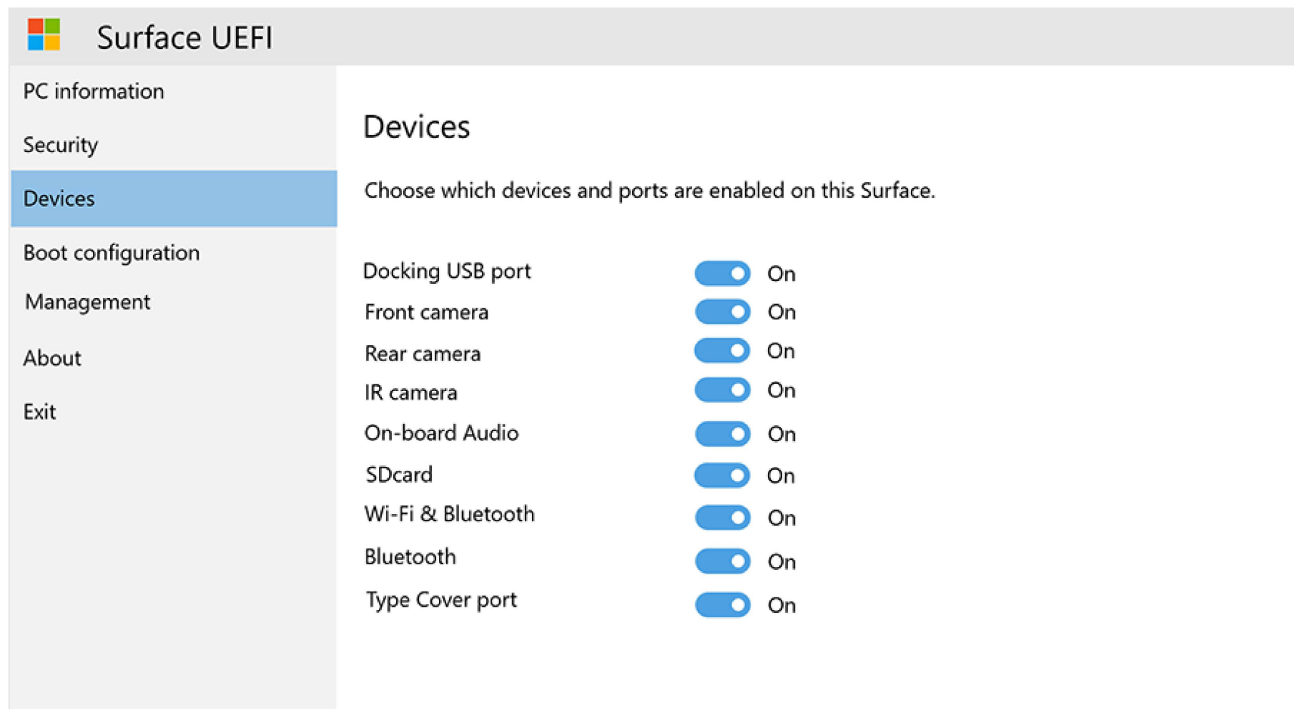 Surface UEFI
PC information
Security
Devices
Boot configuration
Management
About
Exit
Devices
Choose which devices and ports are enabled on this Surface.
Docking USB port On
Front camera On
Rear camera On
IR camera On
On-board Audio On
SDcard On
Wi-Fi & Bluetooth On
Bluetooth On
Type Cover port On